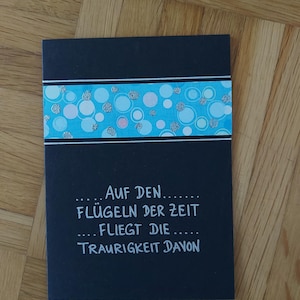 ..... AUF DEN .......
FLÜGELN DER ZEIT
.... FLIEGT DIE .....
TRAURIGKEIT DAVON